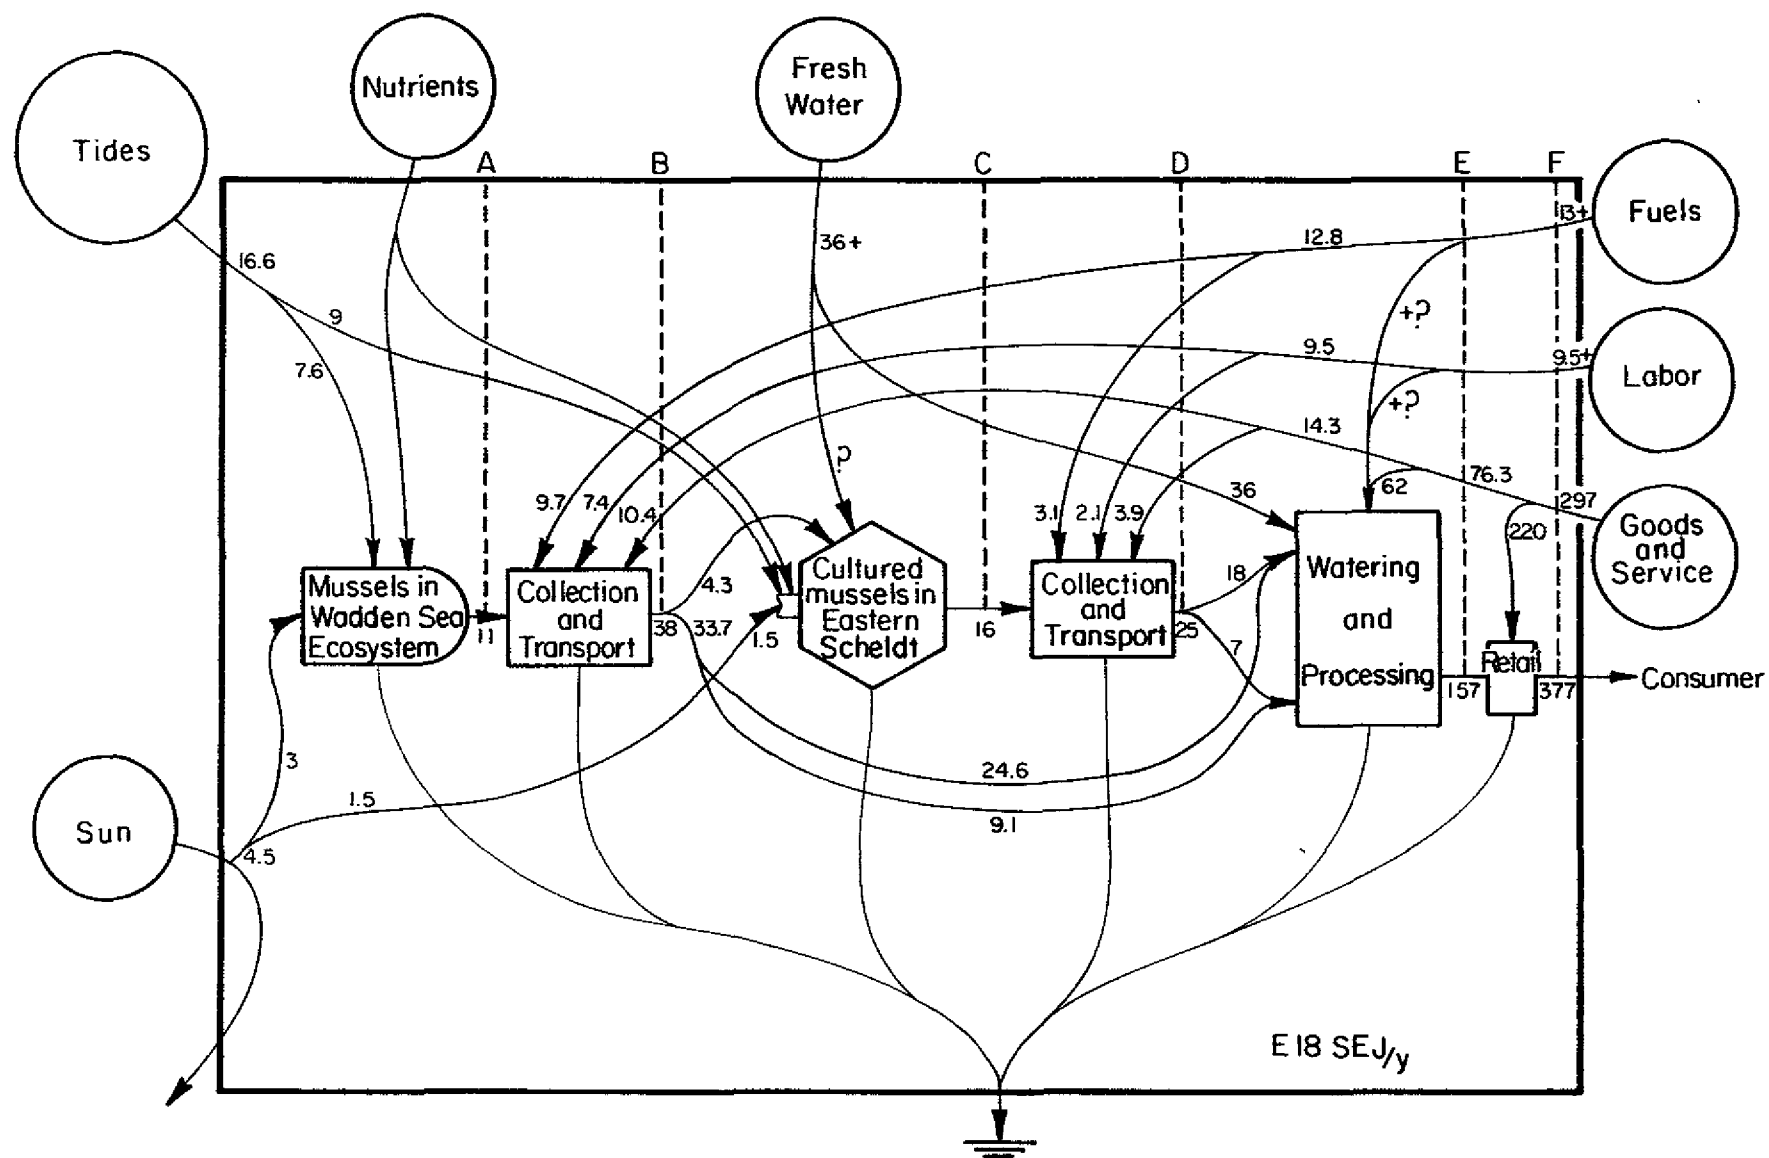 Tides
Nutrients
Fresh
Water
A
B
C
D
E
F
Fuels
13+
12.8
36+
16.6
9
7.6
+?
9.5
9.5+
Labor
+?
14.3
76.3
62
297
220
Goods
and
Service
?
36
9.7
7.4
10.4
3.1
2.1
3.9
Mussels in
Wadden Sea
Ecosystem
11
Collection
and
Transport
38
4.3
33.7
1.5
Cultured
mussels in
Eastern
Scheldt
16
Collection
and
Transport
25
18
7
Watering
and
Processing
157
Retail
377
Consumer
3
1.5
24.6
9.1
Sun
4.5
E 18 SEJ/y